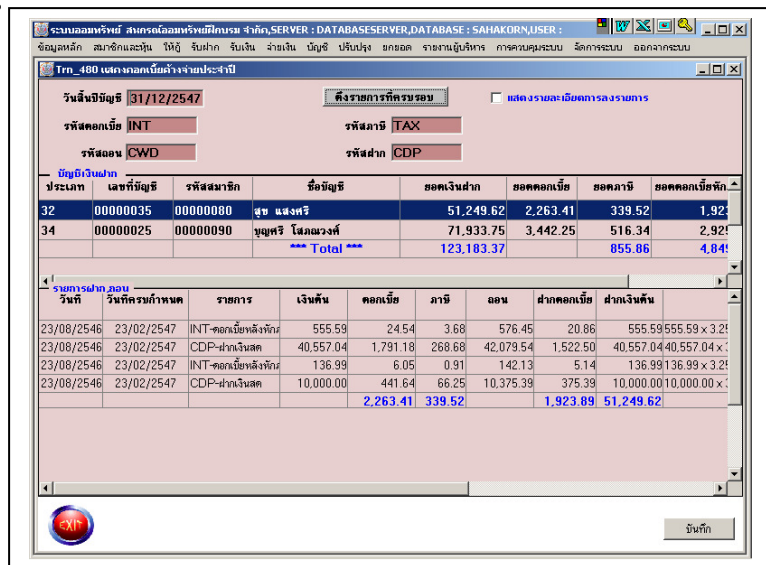 ระบบออมทรัพย์ สหกรณ์ออมทรัพย์ฝึกอบรม จำกัด,SERVER : DATABASESERVER,DATABASE : SAHAKORN,USER :
ข้อมูลหลัก สมาชิกและหุ้น ให้กู้ รับฝาก รับเงิน จ่ายเงิน บัญชี ปรับปรุง ยกยอด รายงานผู้บริหาร การควบคุมระบบ จัดการระบบ ออกจากระบบ
Trn_480 แสดงดอกเบี้ยค้างจ่ายประจำปี
วันสิ้นปีบัญชี 31/12/2547 ดึงรายการที่ครบรอบ แสดงรายละเอียดการลงรายการ
รหัสดอกเบี้ย INT รหัสภาษี TAX
รหัสถอน CWD รหัสฝาก CDP
บัญชีเงินฝาก
ประเภท เลขที่บัญชี รหัสสมาชิก ชื่อบัญชี ยอดเงินฝาก ยอดดอกเบี้ย ยอดภาษี ยอดดอกเบี้ยหัก
32 00000035 00000080 สุข แสงศรี 51,249.62 2,263.41 339.52 1,92
34 00000025 00000090 บุญศรี โสภณวงศ์ 71,933.75 3,442.25 516.34 2,92
*** Total *** 123,183.37 855.86 4,84
รายการฝาก,ถอน
วันที่ วันที่ครบกำหนด รายการ เงินต้น ดอกเบี้ย ภาษี ถอน ฝากดอกเบี้ย ฝากเงินต้น
23/08/2546 23/02/2547 INT-ดอกเบี้ยหลังหักภ 555.59 24.54 3.68 576.45 20.86 555.59 555.59 x 3.25
23/08/2546 23/02/2547 CDP-ฝากเงินสด 40,557.04 1,791.18 268.68 42,079.54 1,522.50 40,557.04 40,557.04 x
23/08/2546 23/02/2547 INT-ดอกเบี้ยหลังหักภ 136.99 6.05 0.91 142.13 5.14 136.99 136.99 x 3.25
23/08/2546 23/02/2547 CDP-ฝากเงินสด 10,000.00 441.64 66.25 10,375.39 375.39 10,000.00 10,000.00 x
2,263.41 339.52 1,923.89 51,249.62
EXIT บันทึก